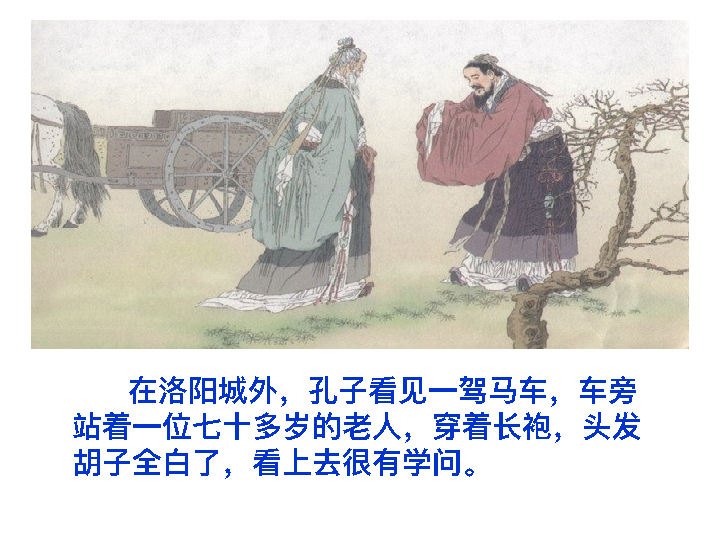 在洛阳城外，孔子看见一驾马车，车旁
站着一位七十多岁的老人，穿着长袍，头发
胡子全白了，看上去很有学问。